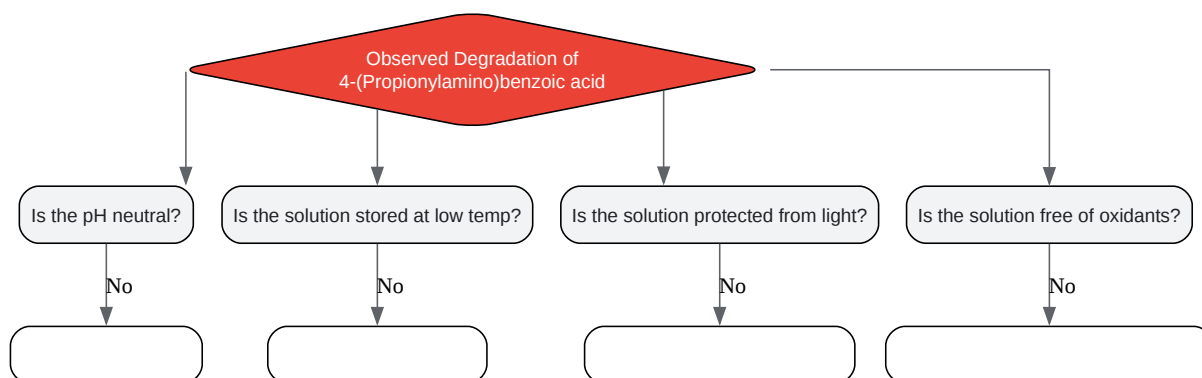 Observed Degradation of
4-(Propionylamino)benzoic acid
Is the pH neutral?
Is the solution stored at low temp?
Is the solution protected from light?
Is the solution free of oxidants?
No
No
No
No